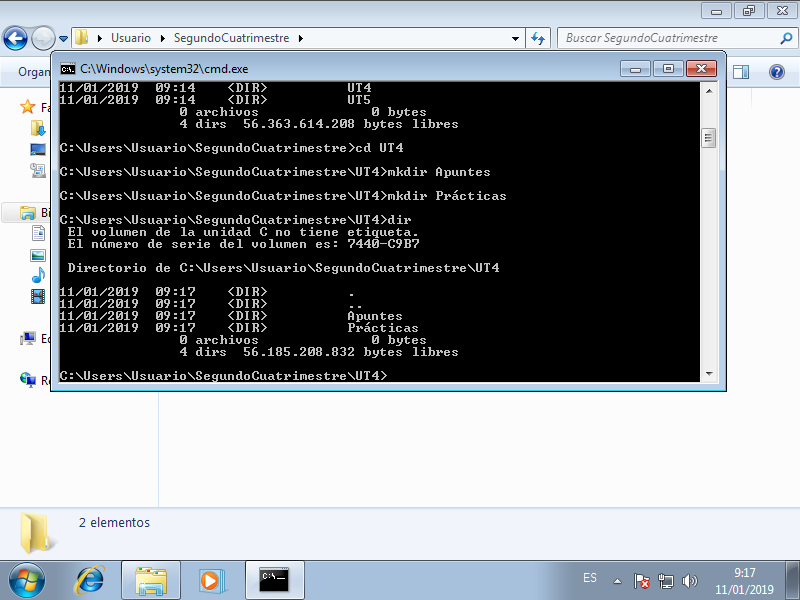 Usuario SegundoCuatrimestre
Buscar SegundoCuatrimestre
Organ
C:\Windows\system32\cmd.exe
Fa
Bi
Ec
Re
11/01/2019  09:14    <DIR>          UT4
11/01/2019  09:14    <DIR>          UT5
               0 archivos              0 bytes
               4 dirs  56.363.614.208 bytes libres
C:\Users\Usuario\SegundoCuatrimestre>cd UT4
C:\Users\Usuario\SegundoCuatrimestre\UT4>mkdir Apuntes
C:\Users\Usuario\SegundoCuatrimestre\UT4>mkdir Prácticas
C:\Users\Usuario\SegundoCuatrimestre\UT4>dir
 El volumen de la unidad C no tiene etiqueta.
 El número de serie del volumen es: 7440-C9B7
 Directorio de C:\Users\Usuario\SegundoCuatrimestre\UT4
11/01/2019  09:17    <DIR>          .
11/01/2019  09:17    <DIR>          ..
11/01/2019  09:17    <DIR>          Apuntes
11/01/2019  09:17    <DIR>          Prácticas
               0 archivos              0 bytes
               4 dirs  56.185.208.832 bytes libres
C:\Users\Usuario\SegundoCuatrimestre\UT4>
2 elementos
C:\_
ES
9:17
11/01/2019